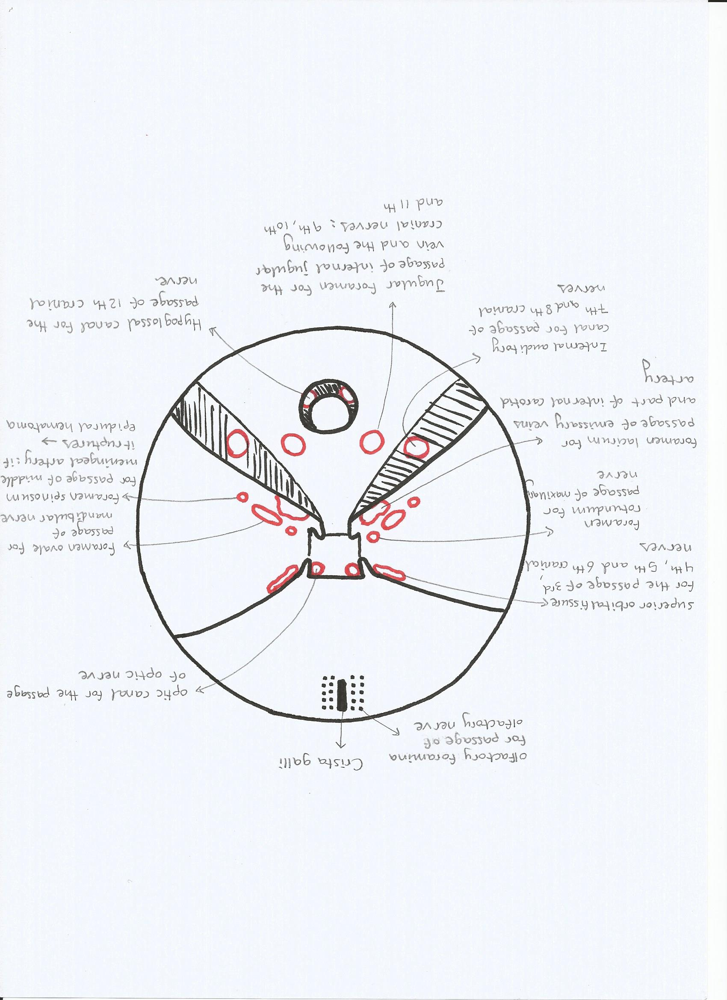 olfactory foramina
for passage of
olfactory nerve
Crista galli
optic canal for the passage
of optic nerve
superior orbital fissure
for the passage of 3rd,
4th, 5th and 6th cranial
nerves
foramen
rotundum for
passage of maxillary
nerve
foramen ovale for
passage of
mandibular nerve
foramen spinosum
for passage of middle
meningeal artery: if
it ruptures →
epidural hematoma
foramen lacirum for
passage of emissary veins
and part of internal carotid
artery
Internal auditory
canal for passage of
7th and 8th cranial
nerves
Jugular foramen for the
passage of internal jugular
vein and the following
cranial nerves: 9th, 10th
and 11th
Hypoglossal canal for the
passage of 12th cranial
nerve